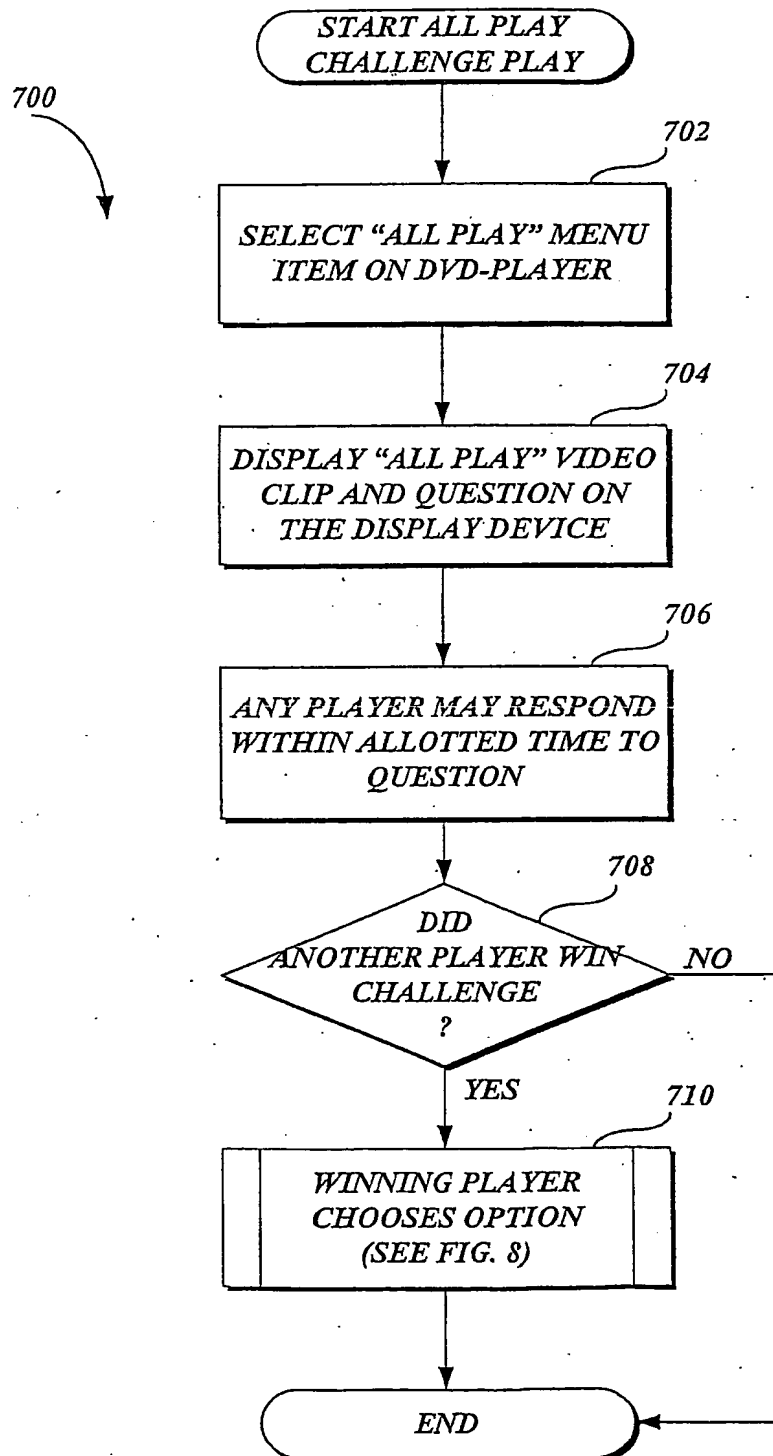 START ALL PLAY
CHALLENGE PLAY
700
702
SELECT “ALL PLAY” MENU
ITEM ON DVD-PLAYER
704
DISPLAY “ALL PLAY” VIDEO
CLIP AND QUESTION ON
THE DISPLAY DEVICE
706
ANY PLAYER MAY RESPOND
WITHIN ALLOTTED TIME TO
QUESTION
708
DID
ANOTHER PLAYER WIN
CHALLENGE
?
NO
YES
710
WINNING PLAYER
CHOOSES OPTION
(SEE FIG. 8)
END